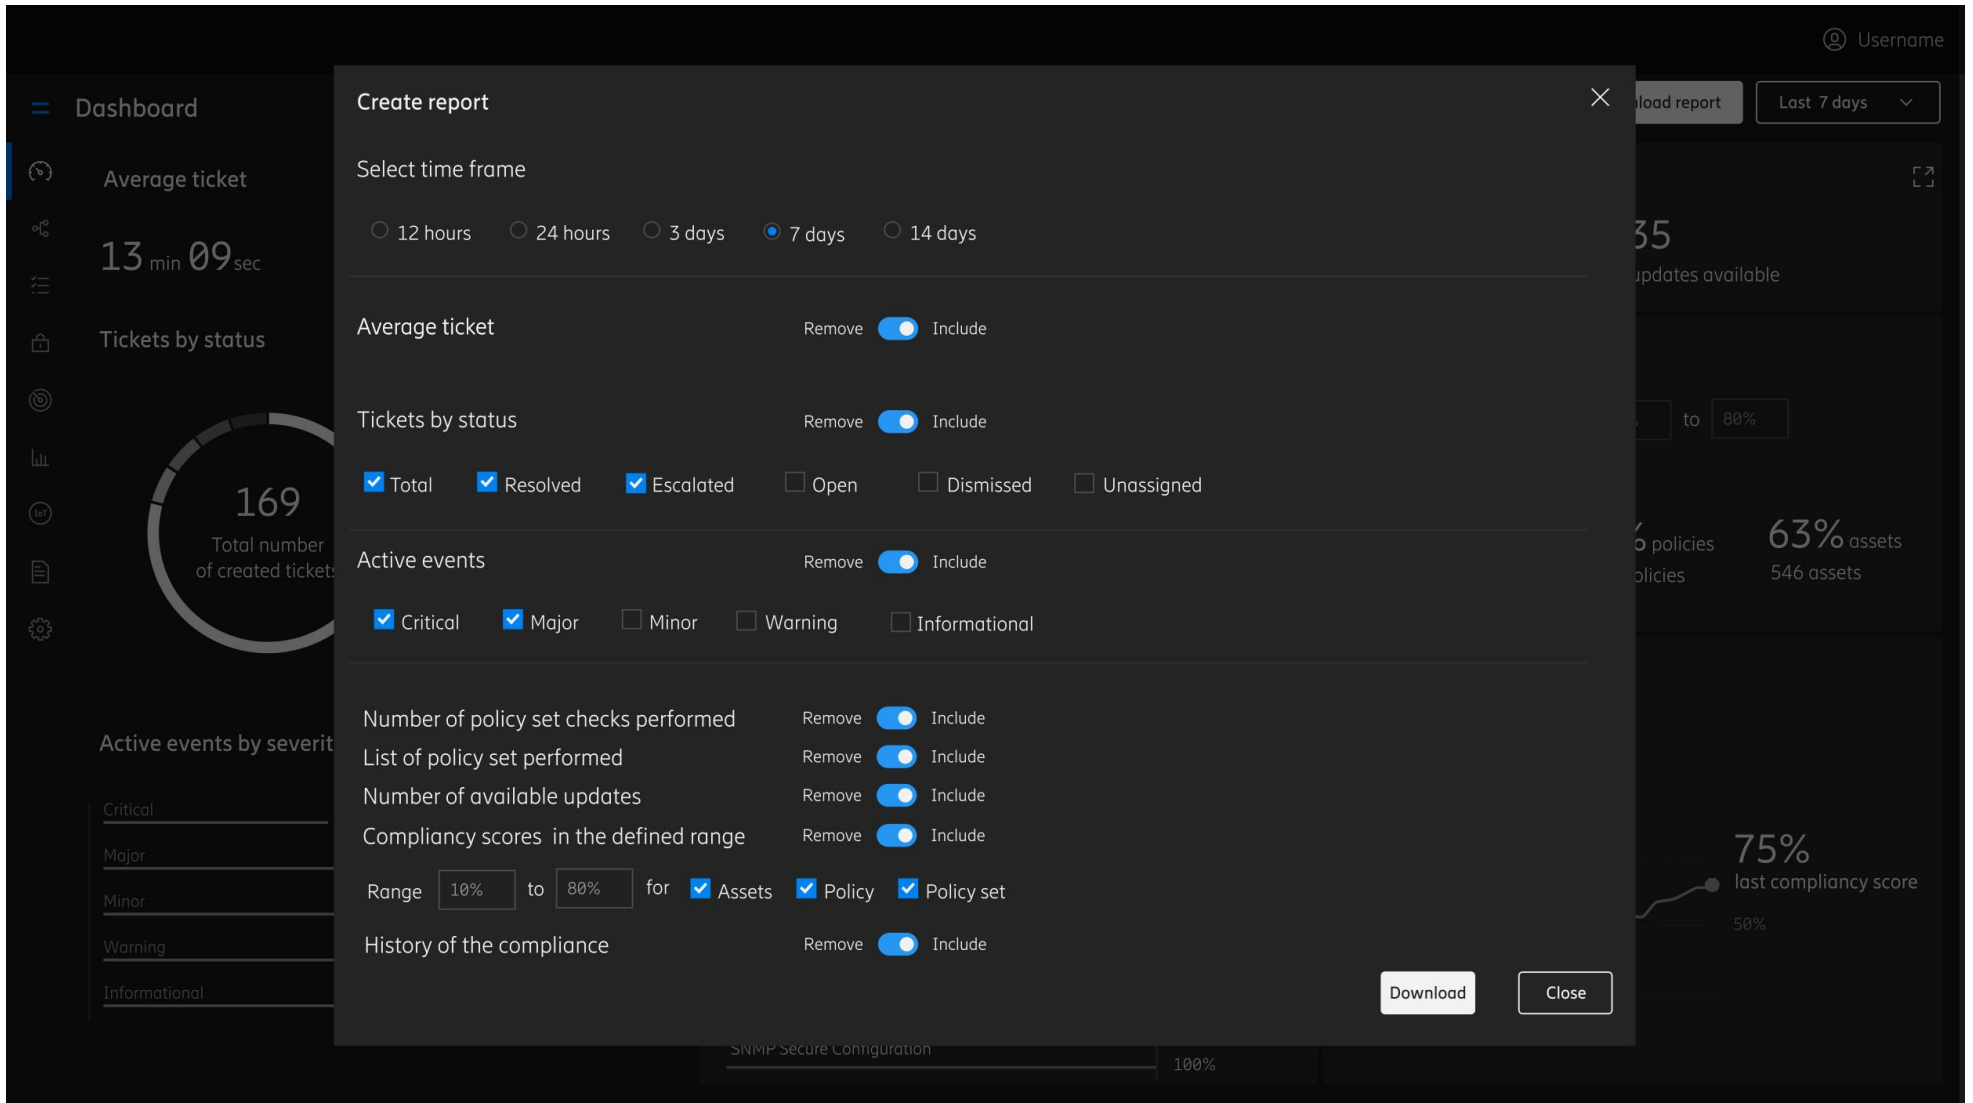 Username
Dashboard
Create report
load report
Last 7 days
Average ticket
Select time frame
12 hours
24 hours
3 days
7 days
14 days
13 min 09 sec
35
updates available
Average ticket
Remove
Include
Tickets by status
Tickets by status
Remove
Include
to
80%
Total
Resolved
Escalated
Open
Dismissed
Unassigned
169
Total number
of created tickets
Active events
Remove
Include
% policies
63% assets
546 assets
Critical
Major
Minor
Warning
Informational
Number of policy set checks performed
Remove
Include
Active events by severit
List of policy set performed
Remove
Include
Number of available updates
Remove
Include
Compliancy scores in the defined range
Remove
Include
Range
10%
to
80%
for
Assets
Policy
Policy set
History of the compliance
Remove
Include
Critical
Major
Minor
Warning
Informational
75%
last compliancy score
50%
Download
Close
SNMP Secure Configuration
100%
IoT